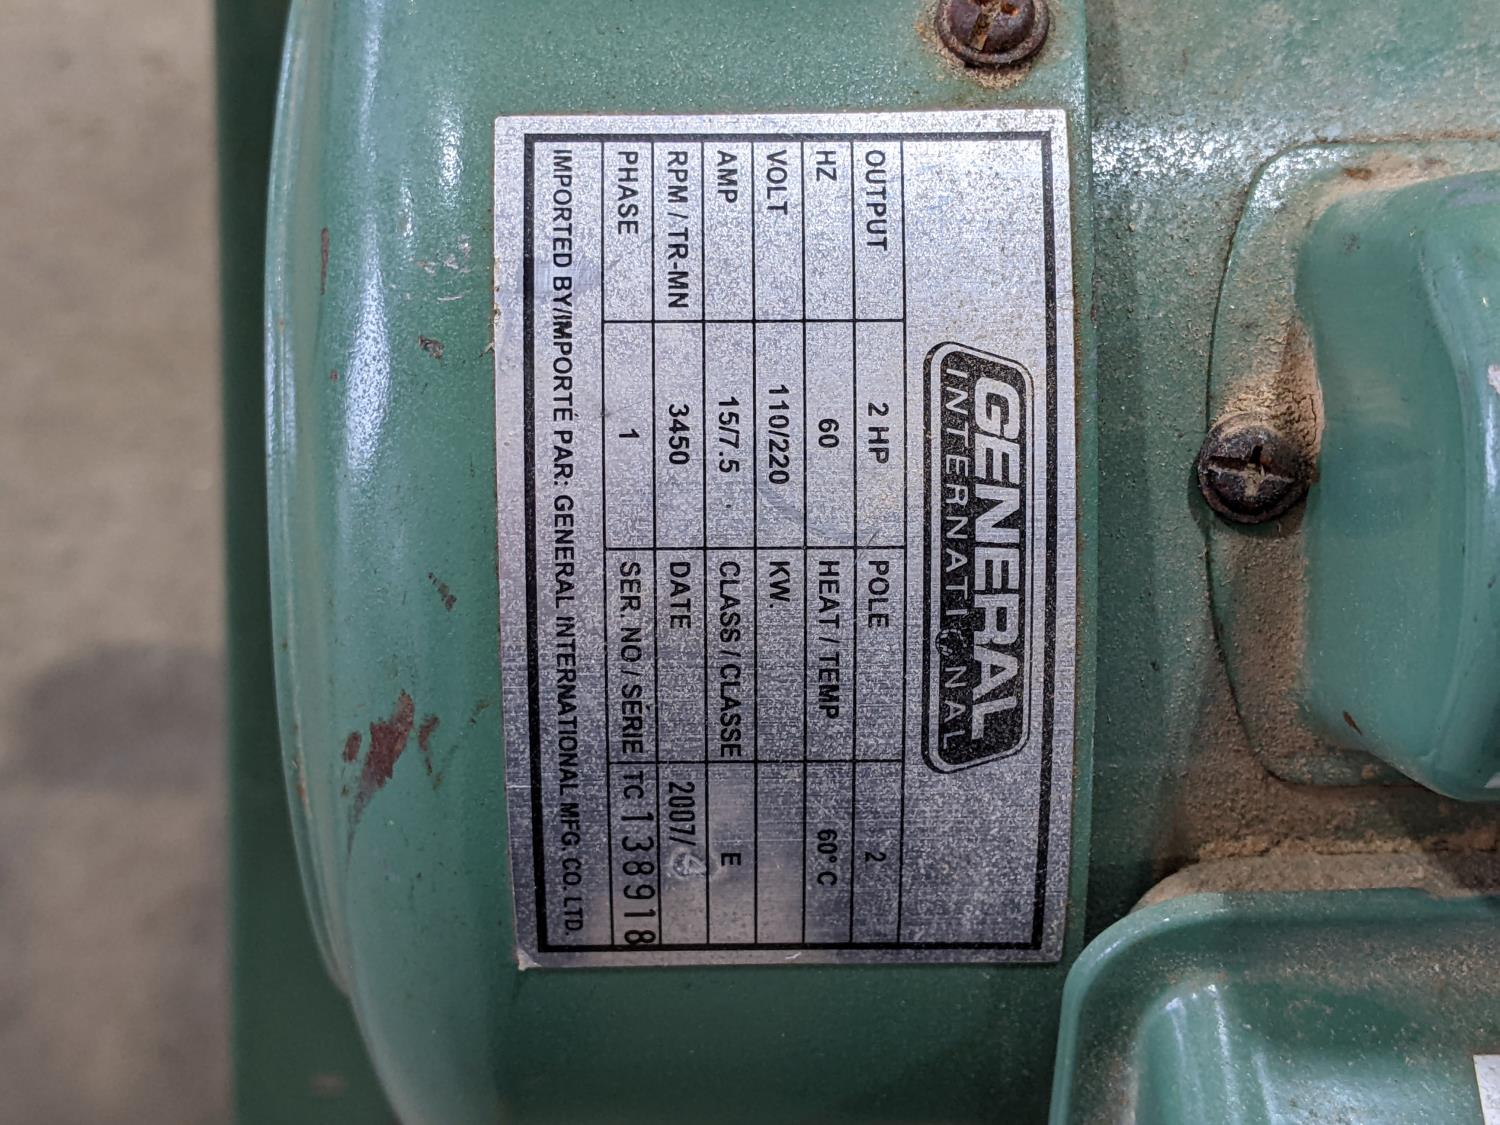 GENERAL
INTERNATIONAL
OUTPUT 2 HP POLE 2
HZ 60 HEAT / TEMP 60°C
VOLT 110/220 KW.
AMP 15/7.5 CLASS / CLASSE E
RPM / TR-MN 3450 DATE 2007/
PHASE 1 SER. NO / SÉRIE TC 138918
IMPORTED BY/IMPORTÉ PAR: GENERAL INTERNATIONAL MFG. CO. LTD.